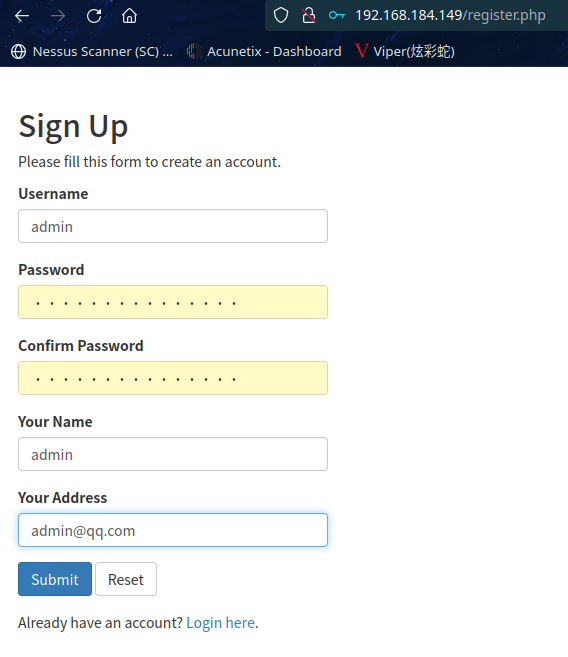 192.168.184.149/register.php
Nessus Scanner (SC) ...
Acunetix - Dashboard
Viper(炫彩蛇)
Sign Up
Please fill this form to create an account.
Username
admin
Password
Confirm Password
Your Name
admin
Your Address
admin@qq.com
Submit
Reset
Already have an account? Login here.